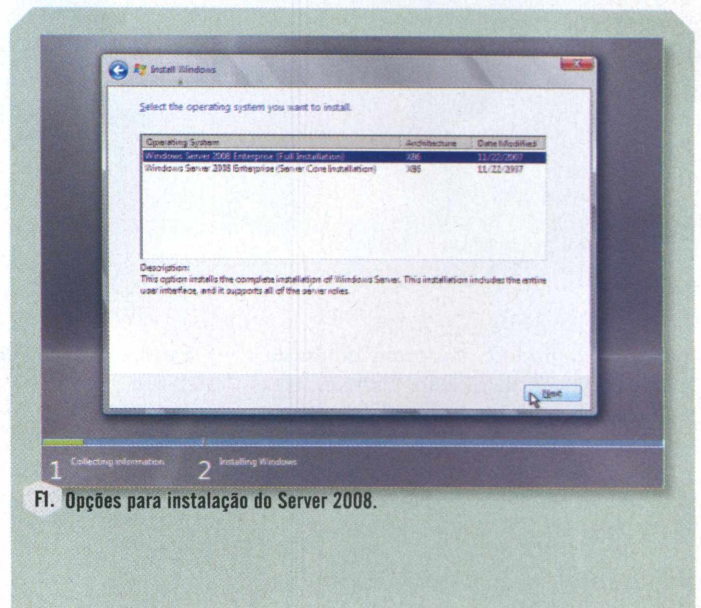 Install Windows
Select the operating system you want to install.
Operating System Architecture Date Modified
Windows Server 2008 Enterprise (Full Installation) X86 11/22/2007
Windows Server 2008 Enterprise (Server Core Installation) X86 11/22/2007
Description:
This option installs the complete installation of Windows Server. This installation includes the entire
user interface, and it supports all of the server roles.
Next
1 Collecting information 2 Installing Windows
F1. Opções para instalação do Server 2008.